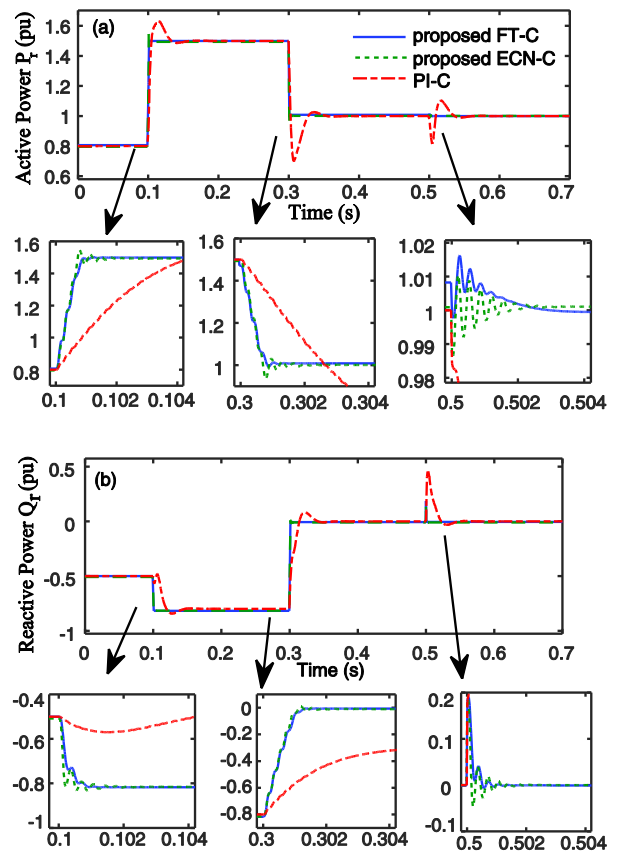 (a)
proposed FT-C
proposed ECN-C
PI-C
Active Power Pr (pu)
1.6
1.4
1.2
1
0.8
0.6
0 0.1 0.2 0.3 0.4 0.5 0.6 0.7
Time (s)
1.6
1.4
1.2
1
0.8
0.1 0.102 0.104
1.6
1.4
1.2
1
0.3 0.302 0.304
1.02
1.01
1
0.99
0.98
0.5 0.502 0.504
(b)
Reactive Power Qr (pu)
0.5
0
-0.5
-1
0 0.1 0.2 0.3 0.4 0.5 0.6 0.7
Time (s)
-0.4
-0.6
-0.8
-1
0.1 0.102 0.104
0
-0.2
-0.4
-0.6
-0.8
0.3 0.302 0.304
0.2
0.1
0
-0.1
0.5 0.502 0.504